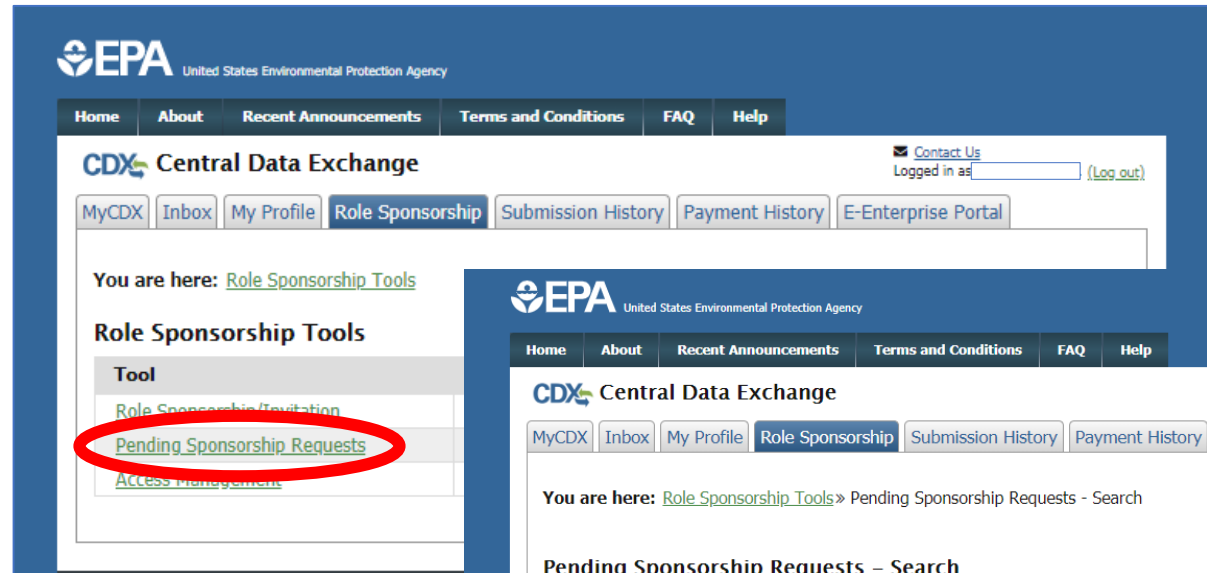 EPA United States Environmental Protection Agency
Home About Recent Announcements Terms and Conditions FAQ Help
CDX Central Data Exchange
Contact Us
Logged in as (Log out)
MyCDX Inbox My Profile Role Sponsorship Submission History Payment History E-Enterprise Portal
You are here: Role Sponsorship Tools
Role Sponsorship Tools
Tool
Role Sponsorship/Invitation
Pending Sponsorship Requests
Access Management
EPA United States Environmental Protection Agency
Home About Recent Announcements Terms and Conditions FAQ Help
CDX Central Data Exchange
MyCDX Inbox My Profile Role Sponsorship Submission History Payment History
You are here: Role Sponsorship Tools» Pending Sponsorship Requests - Search
Pending Sponsorship Requests – Search